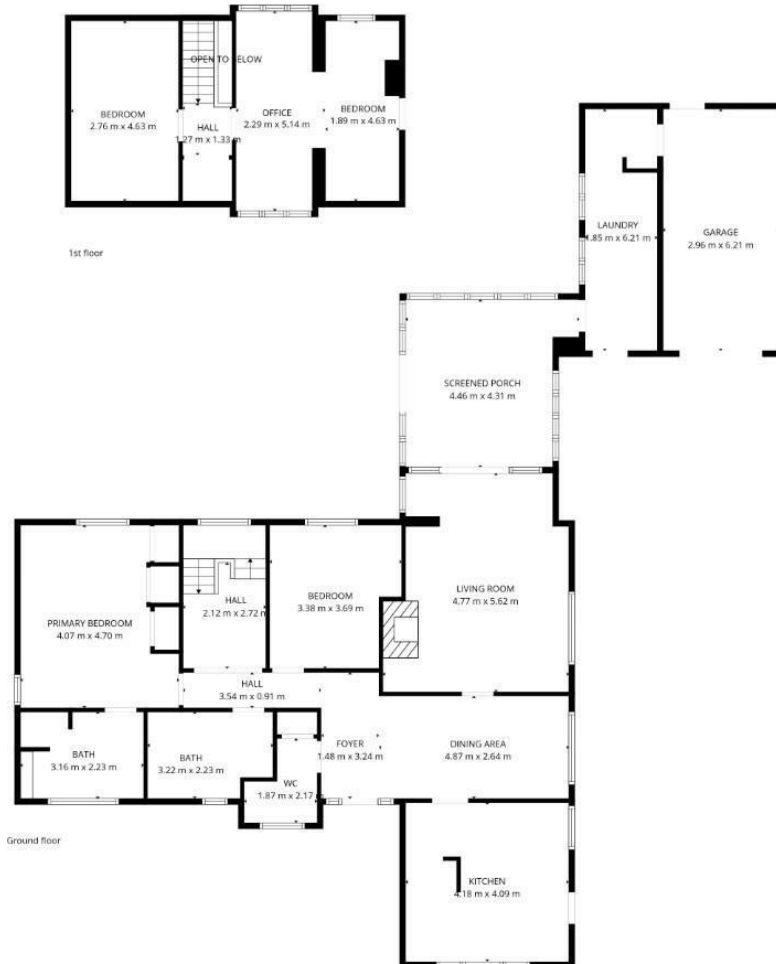 OPEN TO BELOW
BEDROOM
2.76 m x 4.63 m
HALL
1.27 m x 1.33 m
OFFICE
2.29 m x 5.14 m
BEDROOM
1.89 m x 4.63 m
1st floor
LAUNDRY
1.85 m x 6.21 m
GARAGE
2.96 m x 6.21 m
SCREENED PORCH
4.46 m x 4.31 m
PRIMARY BEDROOM
4.07 m x 4.70 m
HALL
2.12 m x 2.72 m
BEDROOM
3.38 m x 3.69 m
LIVING ROOM
4.77 m x 5.62 m
HALL
3.54 m x 0.91 m
BATH
3.16 m x 2.23 m
BATH
3.22 m x 2.23 m
WC
1.87 m x 2.17
FOYER
1.48 m x 3.24 m
DINING AREA
4.87 m x 2.64 m
Ground floor
KITCHEN
4.18 m x 4.09 m